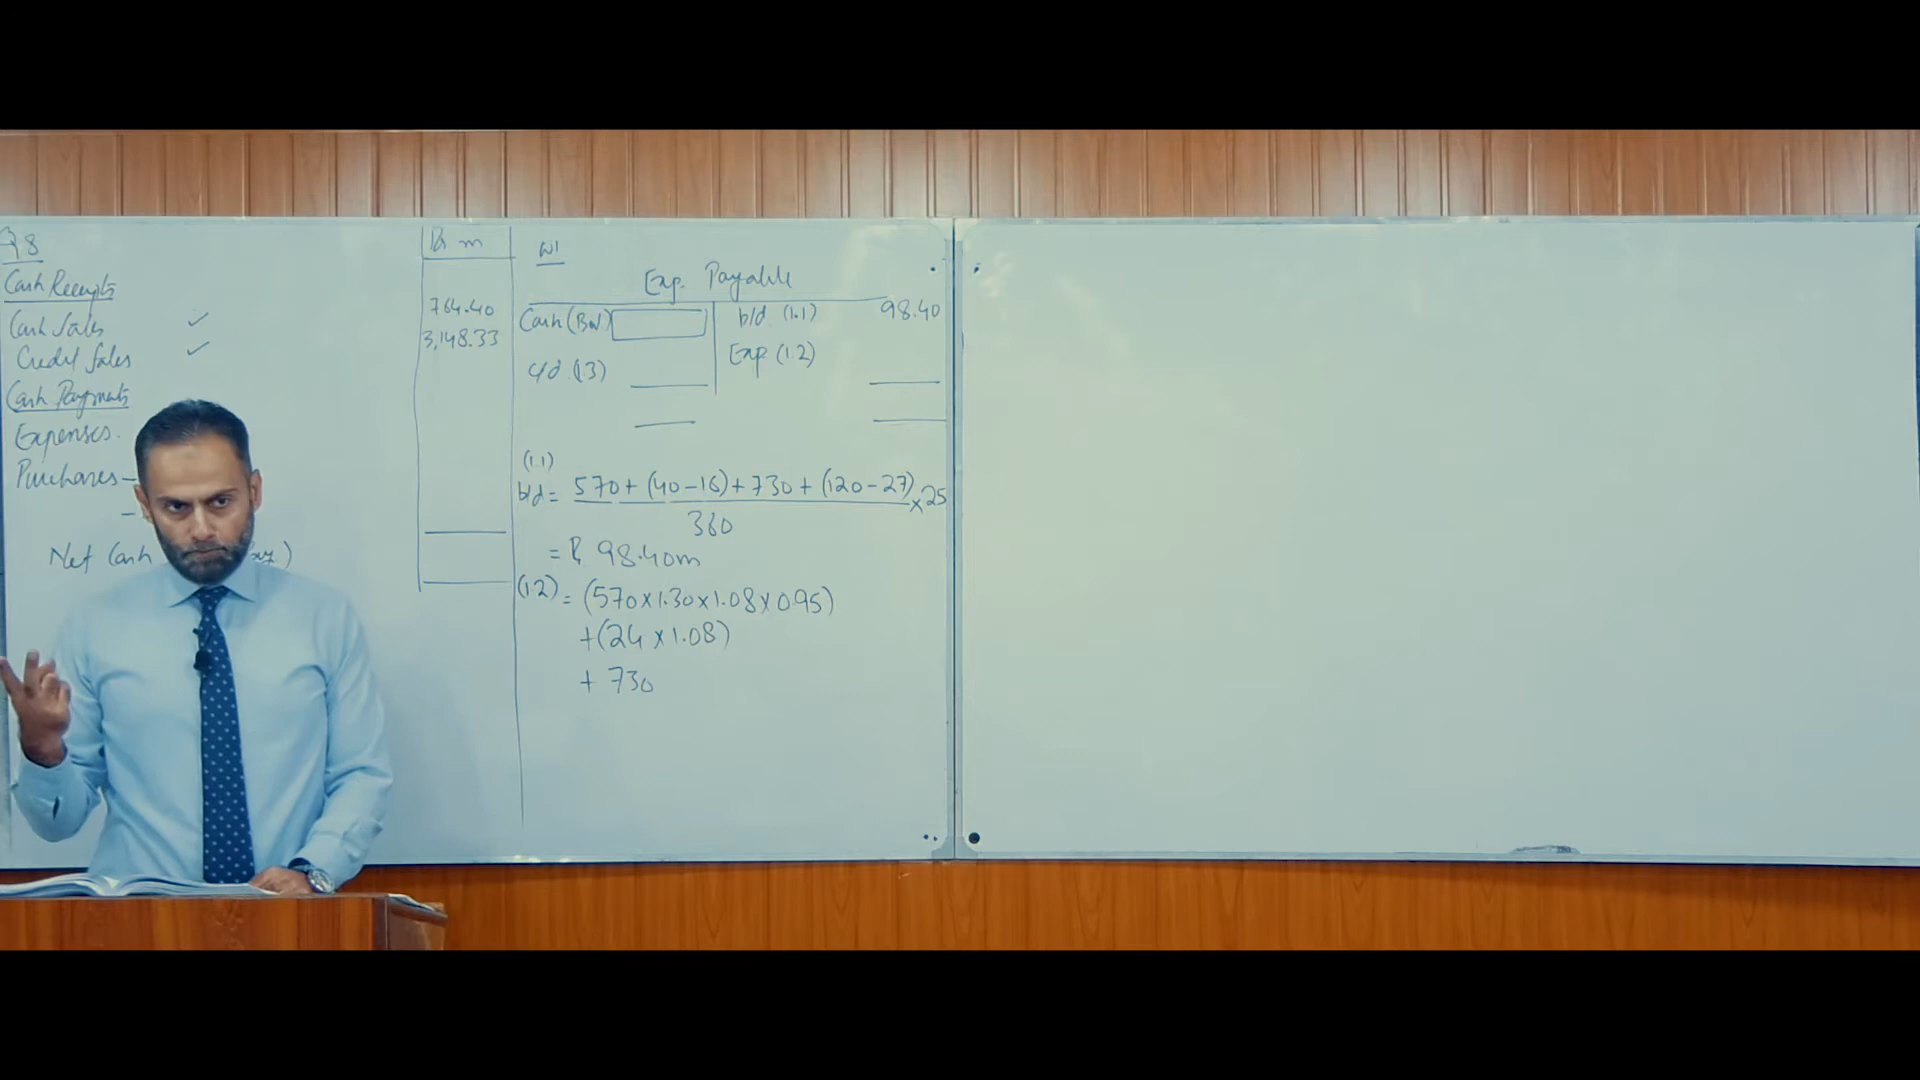 Q8
Cash Receipts
Cash Sales ✓ 764.40
Credit Sales ✓ 3,148.33
Cash Payments
Expenses.
Purchases –
–
Net Cash
Rs m
W1
Exp. Payable
Cash (Bal) b/d (1.1) 98.40
c/d (1.3) Exp (1.2)
(1.1)
b/d = 570 + (40 – 16) + 730 + (120 – 27) × 25
360
= Rs 98.40m
(1.2) = (570 × 1.30 × 1.08 × 0.95)
+ (24 × 1.08)
+ 730